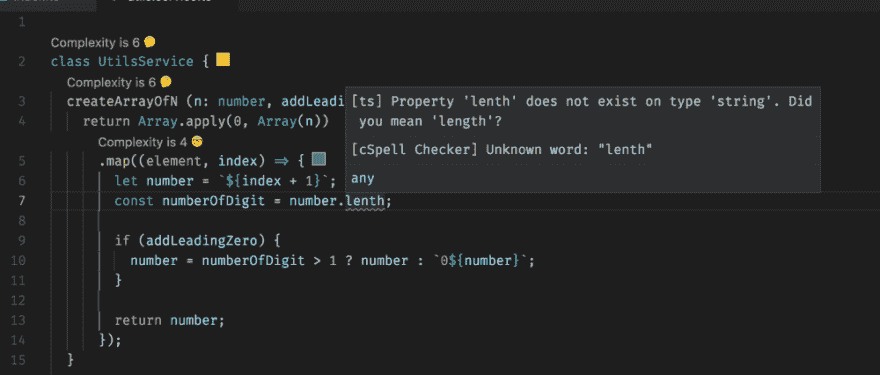 1
Complexity is 6
2 class UtilsService {
Complexity is 6
3 createArrayOfN (n: number, addLeadi
4 return Array.apply(0, Array(n))
Complexity is 4
5 .map((element, index) => {
6 let number = `${index + 1}`;
7 const numberOfDigit = number.lenth;
8
9 if (addLeadingZero) {
10 number = numberOfDigit > 1 ? number : `0${number}`;
11 }
12
13 return number;
14 });
15 }
[ts] Property 'lenth' does not exist on type 'string'. Did
you mean 'length'?
[cSpell Checker] Unknown word: "lenth"
any